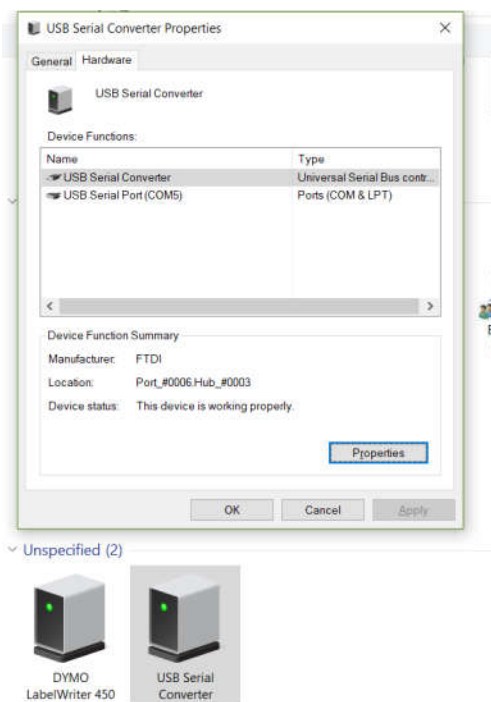 USB Serial Converter Properties
General Hardware
USB Serial Converter
Device Functions:
Name Type
USB Serial Converter Universal Serial Bus contr...
USB Serial Port (COM5) Ports (COM & LPT)
Device Function Summary
Manufacturer: FTDI
Location: Port_#0006.Hub_#0003
Device status: This device is working properly.
Properties
OK Cancel Apply
Unspecified (2)
DYMO
LabelWriter 450
USB Serial
Converter